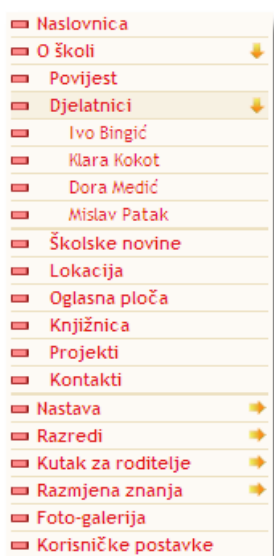 Naslovnica
O školi
Povijest
Djelatnici
Ivo Bingić
Klara Kokot
Dora Medić
Mislav Patak
Školske novine
Lokacija
Oglasna ploča
Knjižnica
Projekti
Kontakti
Nastava
Razredi
Kutak za roditelje
Razmjena znanja
Foto-galerija
Korisničke postavke